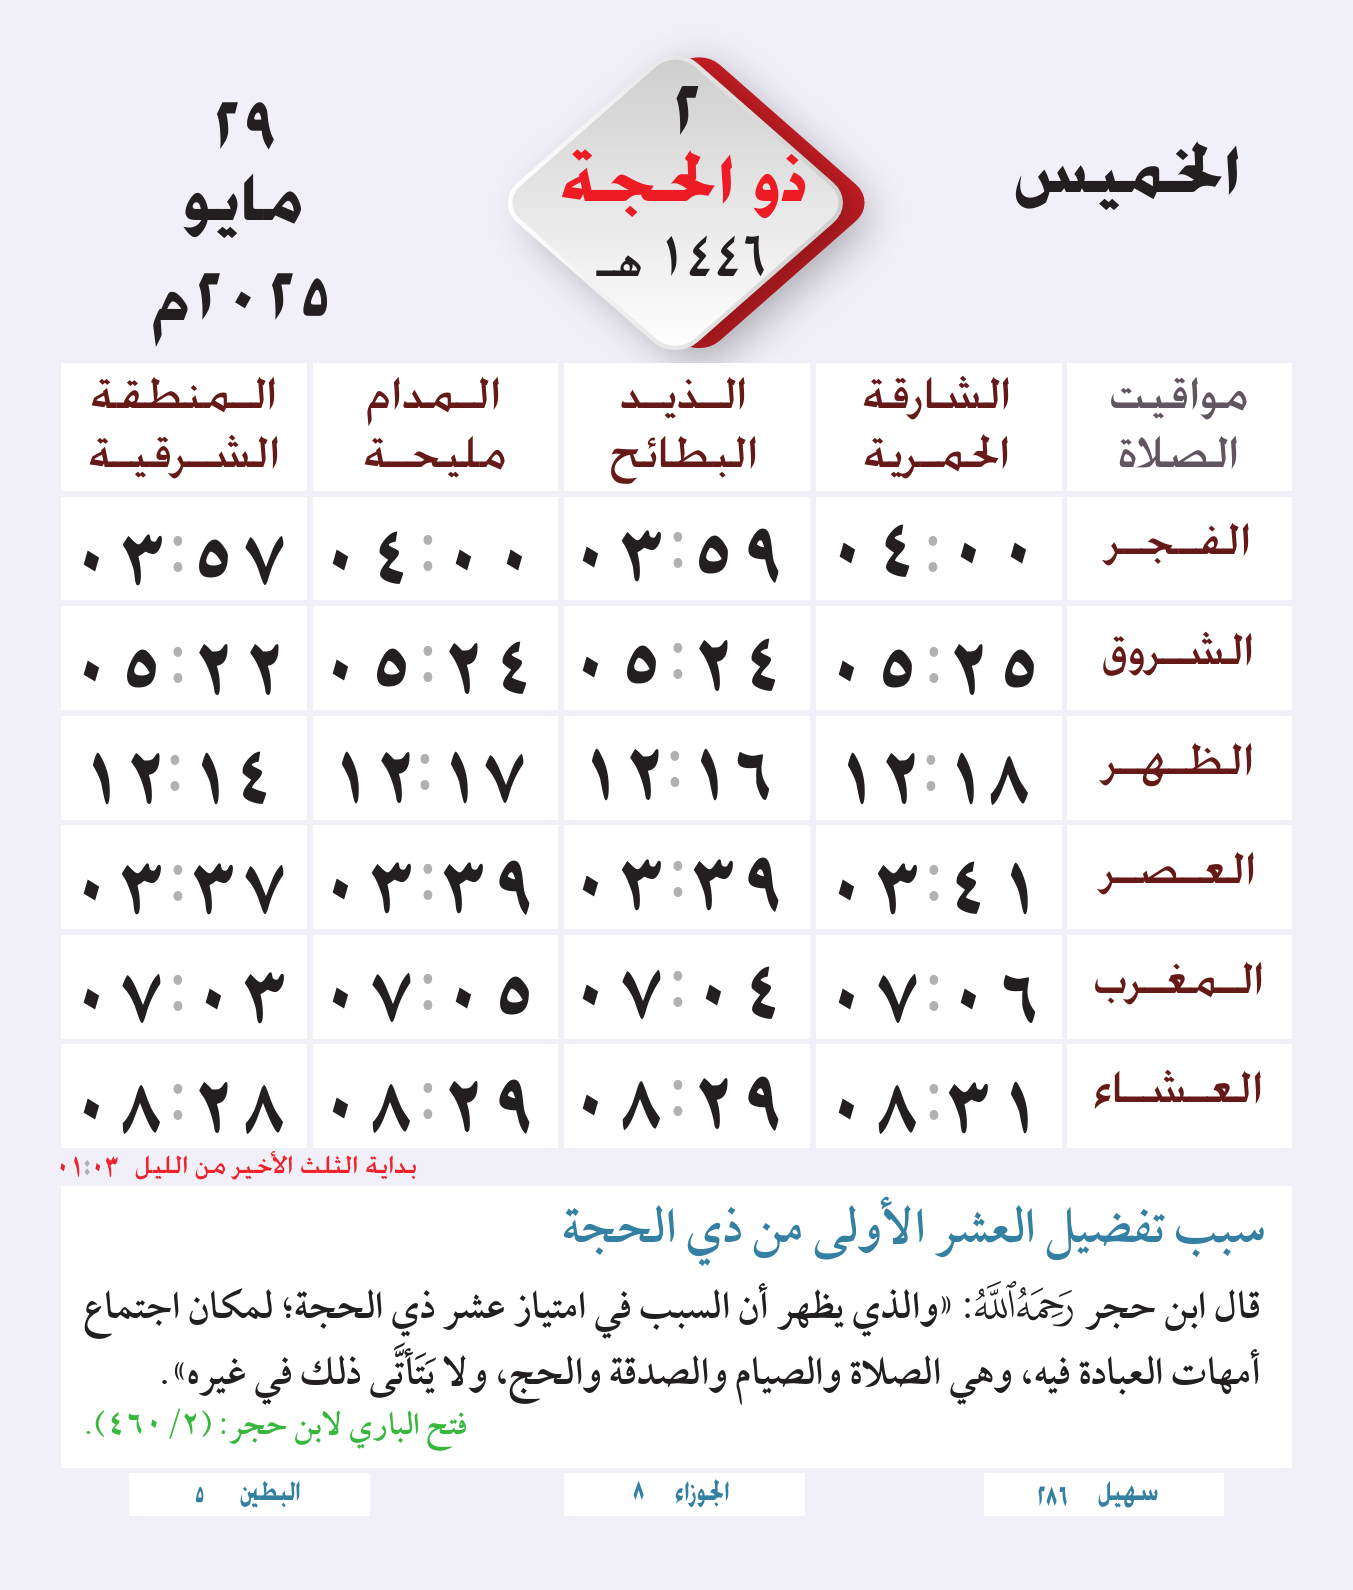 الخميس
٢
ذو الحجة
١٤٤٦ هـ
٢٩
مايو
٢٠٢٥م
مواقيت الصلاة
الشارقة الحمرية
الذيد البطائح
المدام مليحة
المنطقة الشرقية
الفجر ٠٤:٠٠ ٠٣:٥٩ ٠٤:٠٠ ٠٣:٥٧
الشروق ٠٥:٢٥ ٠٥:٢٤ ٠٥:٢٤ ٠٥:٢٢
الظهر ١٢:١٨ ١٢:١٦ ١٢:١٧ ١٢:١٤
العصر ٠٣:٤١ ٠٣:٣٩ ٠٣:٣٩ ٠٣:٣٧
المغرب ٠٧:٠٦ ٠٧:٠٤ ٠٧:٠٥ ٠٧:٠٣
العشاء ٠٨:٣١ ٠٨:٢٩ ٠٨:٢٩ ٠٨:٢٨
بداية الثلث الأخير من الليل ٠١:٠٣
سبب تفضيل العشر الأولى من ذي الحجة
قال ابن حجر رَحِمَهُ ٱللَّهُ: «والذي يظهر أن السبب في امتياز عشر ذي الحجة؛ لمكان اجتماع
أمهات العبادة فيه، وهي الصلاة والصيام والصدقة والحج، ولا يَتَأتَّى ذلك في غيره».
فتح الباري لابن حجر: (٢/ ٤٦٠).
سهيل ٢٨٦
الجوزاء ٨
البطين ٥